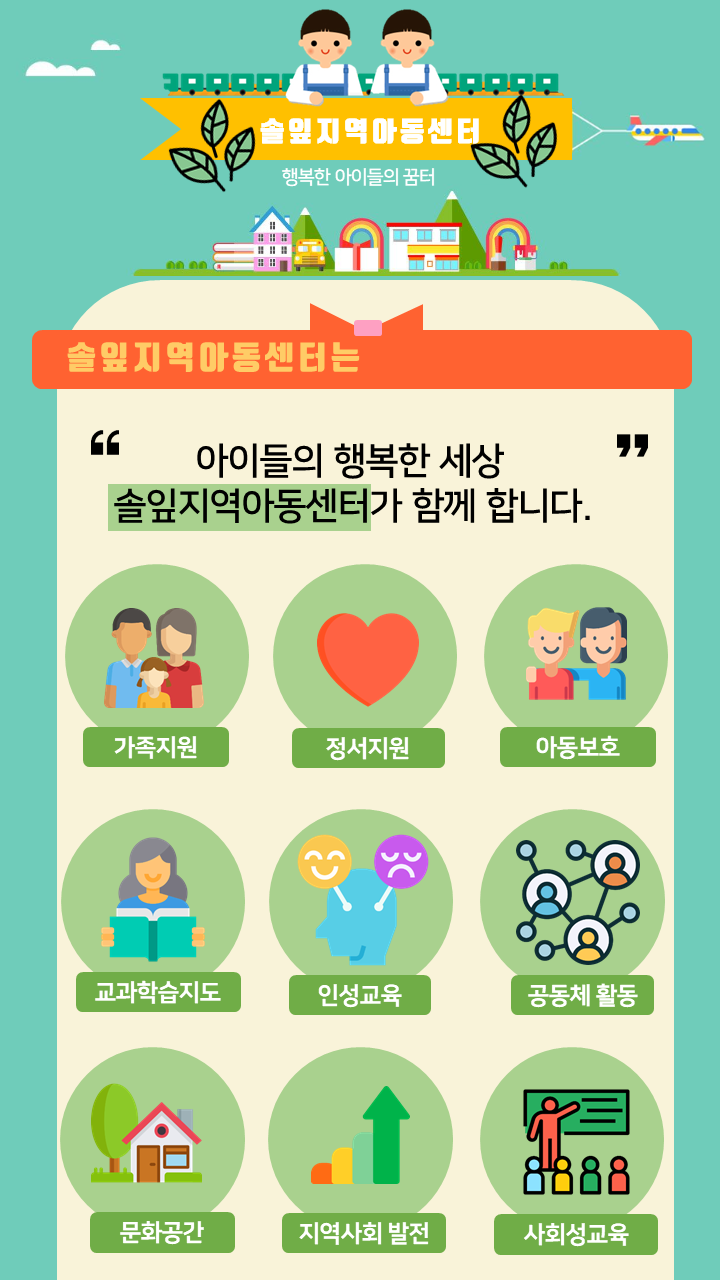 솔잎지역아동센터
행복한 아이들의 꿈터
솔잎지역아동센터는
“ 아이들의 행복한 세상 ”
솔잎지역아동센터가 함께 합니다.
가족지원
정서지원
아동보호
교과학습지도
인성교육
공동체 활동
문화공간
지역사회 발전
사회성교육